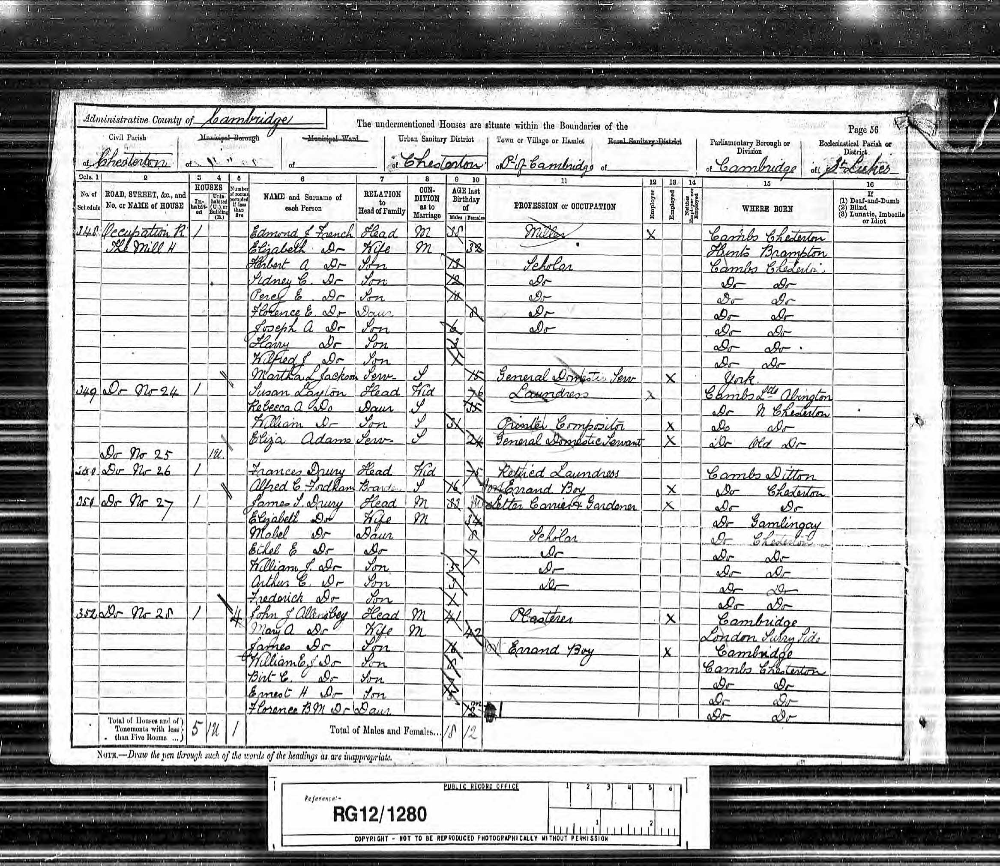 Administrative County of Cambridge
The undermentioned Houses are situate within the Boundaries of the
Page 56
Civil Parish of Chesterton
Municipal Borough of
Municipal Ward of
Urban Sanitary District of Chesterton
Town or Village or Hamlet of Pt of Cambridge
Rural Sanitary District of
Parliamentary Borough or Division of Cambridge
Ecclesiastical Parish or District of St Lukes
Cols. 1 2 3 4 5 6 7 8 9 10 11 12 13 14 15 16
No. of Schedule
ROAD, STREET, &c., and No. or NAME of HOUSE
HOUSES
In-habit-ed
Unin-habited (U.), or Building (B.)
Number of rooms occupied if less than five
NAME and Surname of each Person
RELATION to Head of Family
CON-DITION as to Marriage
AGE last Birthday of
Males Females
PROFESSION or OCCUPATION
Employer
Employed
Neither Employer nor Employed
WHERE BORN
If (1) Deaf-and-Dumb (2) Blind (3) Lunatic, Imbecile or Idiot
348 Occupation R 1 Edmond J French Head M 38 Miller X Cambs Chesterton
The Mill H Elizabeth Do Wife M 32 Hunts Brampton
Herbert A Do Son 13 Scholar Cambs Chesterton
Sidney C. Do Son 12 Do Do Do
Percy E. Do Son 10 Do Do Do
Florence E. Do Daur 8 Do Do Do
Joseph A Do Son 6 Do Do Do
Harry Do Son 3 Do Do
Wilfred J Do Son 1 Do Do
Martha L Jackson Serv- S 15 General Domestic Serv X York.
349 Do No 24 1 Susan Layton Head Wid 76 Laundress X Cambs Abington
Rebecca A Do Daur S 35 Do N Chesterton
William Do Son S 31 Printer Compositor X Do Do
Eliza Adams Serv- S 24 General Domestic Servant X Do Old Do
Do No 25 1U.
350 Do No 26 1 Frances Drury Head Wid 75 Retired Laundress Cambs Ditton
Alfred C. Fordham Boarder S 16 Errand Boy X Do Chesterton
351 Do No 27 1 James S. Drury Head M 33 Letter Carrier & Gardener X Do Do
Elizabeth Do Wife M 34 Do Gamlingay
Mabel Do Daur 8 Scholar Do Chesterton
Ethel E Do Do 7 Do Do Do
William J. Do Son 5 Do Do Do
Arthur C. Do Son 3 Do Do Do
Frederick Do Son 1 Do Do
352 Do No 28 1 4 John J Allensbey Head M 41 Plasterer X Cambridge
Mary A Do Wife M 42 London Surry Side
James Do Son 16 Errand Boy X Cambridge
William E J Do Son 8 Cambs Chesterton
Birt C. Do Son Do Do
Ernest H Do Son 5 Do Do
Florence B M Do Daur Do Do
Total of Houses and of Tenements with less than Five Rooms ... 5 1U 1 Total of Males and Females... 18 12
NOTE.—Draw the pen through such of the words of the headings as are inappropriate.
PUBLIC RECORD OFFICE
1 2 3 4 5 6
Reference:-
RG12/1280
1 2
COPYRIGHT - NOT TO BE REPRODUCED PHOTOGRAPHICALLY WITHOUT PERMISSION